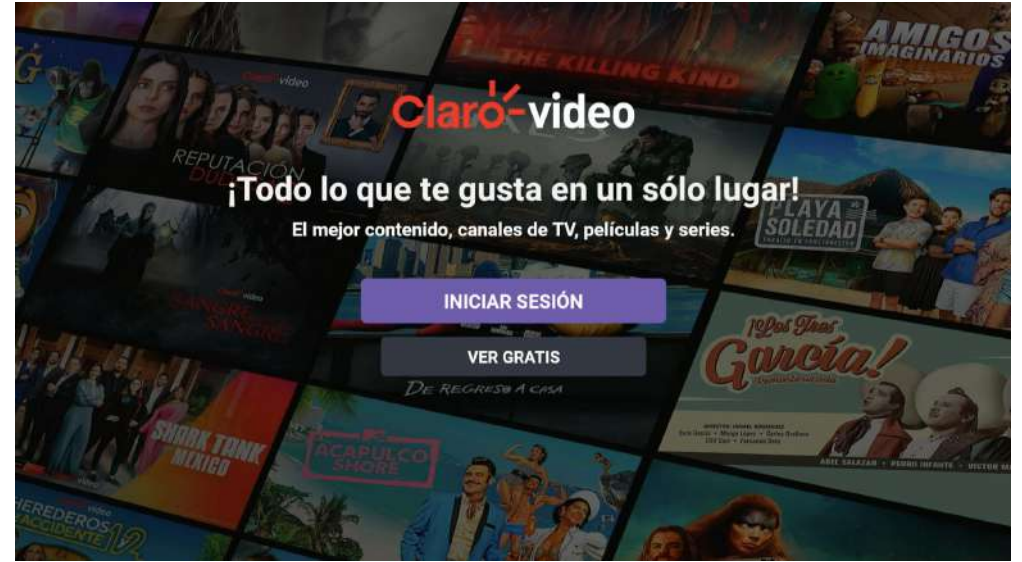 Claro-video
¡Todo lo que te gusta en un sólo lugar!
El mejor contenido, canales de TV, películas y series.
INICIAR SESIÓN
VER GRATIS
THE KILLING KIND
AMIGOS
IMAGINARIOS
Claro-video
REPUTACIÓN
PLAYA
SOLEDAD
SANGRE
DE REGRESO A CASA
¡Los Tres
García!
SHARK TANK
MÉXICO
ACAPULCO
SHORE
HEREDEROS
ACCIDENTE